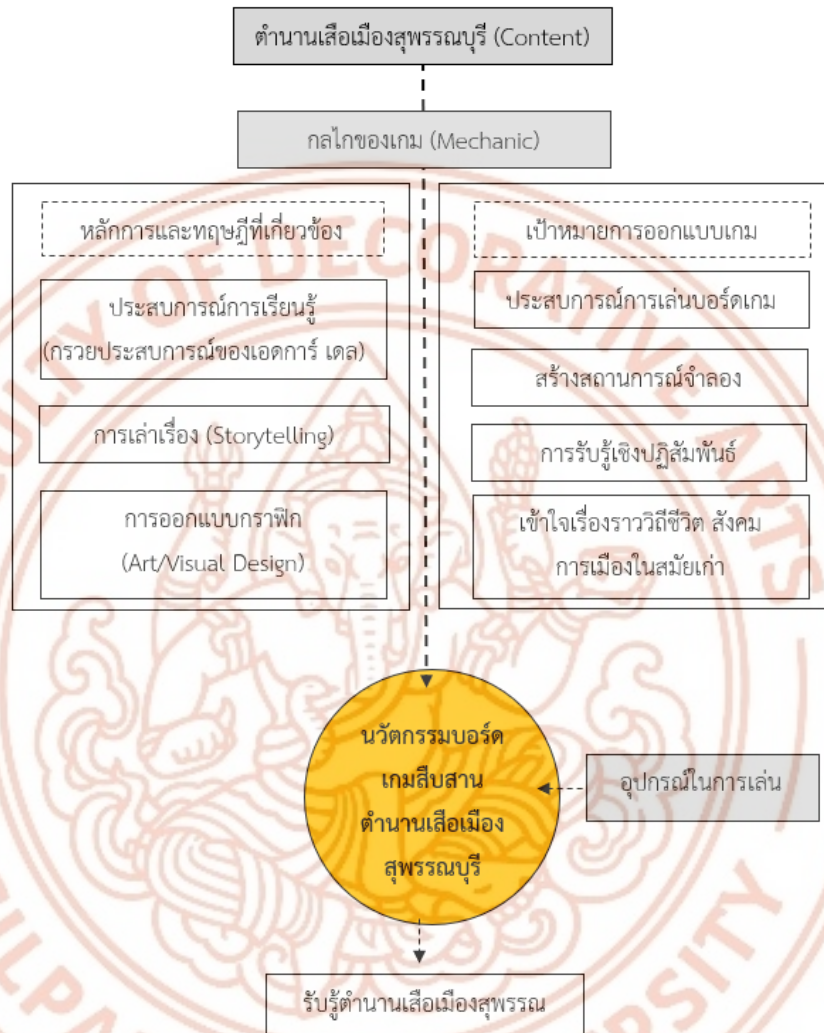 ตำนานเสือเมืองสุพรรณบุรี (Content)
กลไกของเกม (Mechanic)
หลักการและทฤษฎีที่เกี่ยวข้อง
ประสบการณ์การเรียนรู้
(กรวยประสบการณ์ของเอดการ์ เดล)
การเล่าเรื่อง (Storytelling)
การออกแบบกราฟิก
(Art/Visual Design)
เป้าหมายการออกแบบเกม
ประสบการณ์การเล่นบอร์ดเกม
สร้างสถานการณ์จำลอง
การรับรู้เชิงปฏิสัมพันธ์
เข้าใจเรื่องราววิถีชีวิต สังคม
การเมืองในสมัยเก่า
นวัตกรรมบอร์ด
เกมสืบสาน
ตำนานเสือเมือง
สุพรรณบุรี
อุปกรณ์ในการเล่น
รับรู้ตำนานเสือเมืองสุพรรณ
FACULTY OF DECORATIVE ARTS
UNIVERSITY